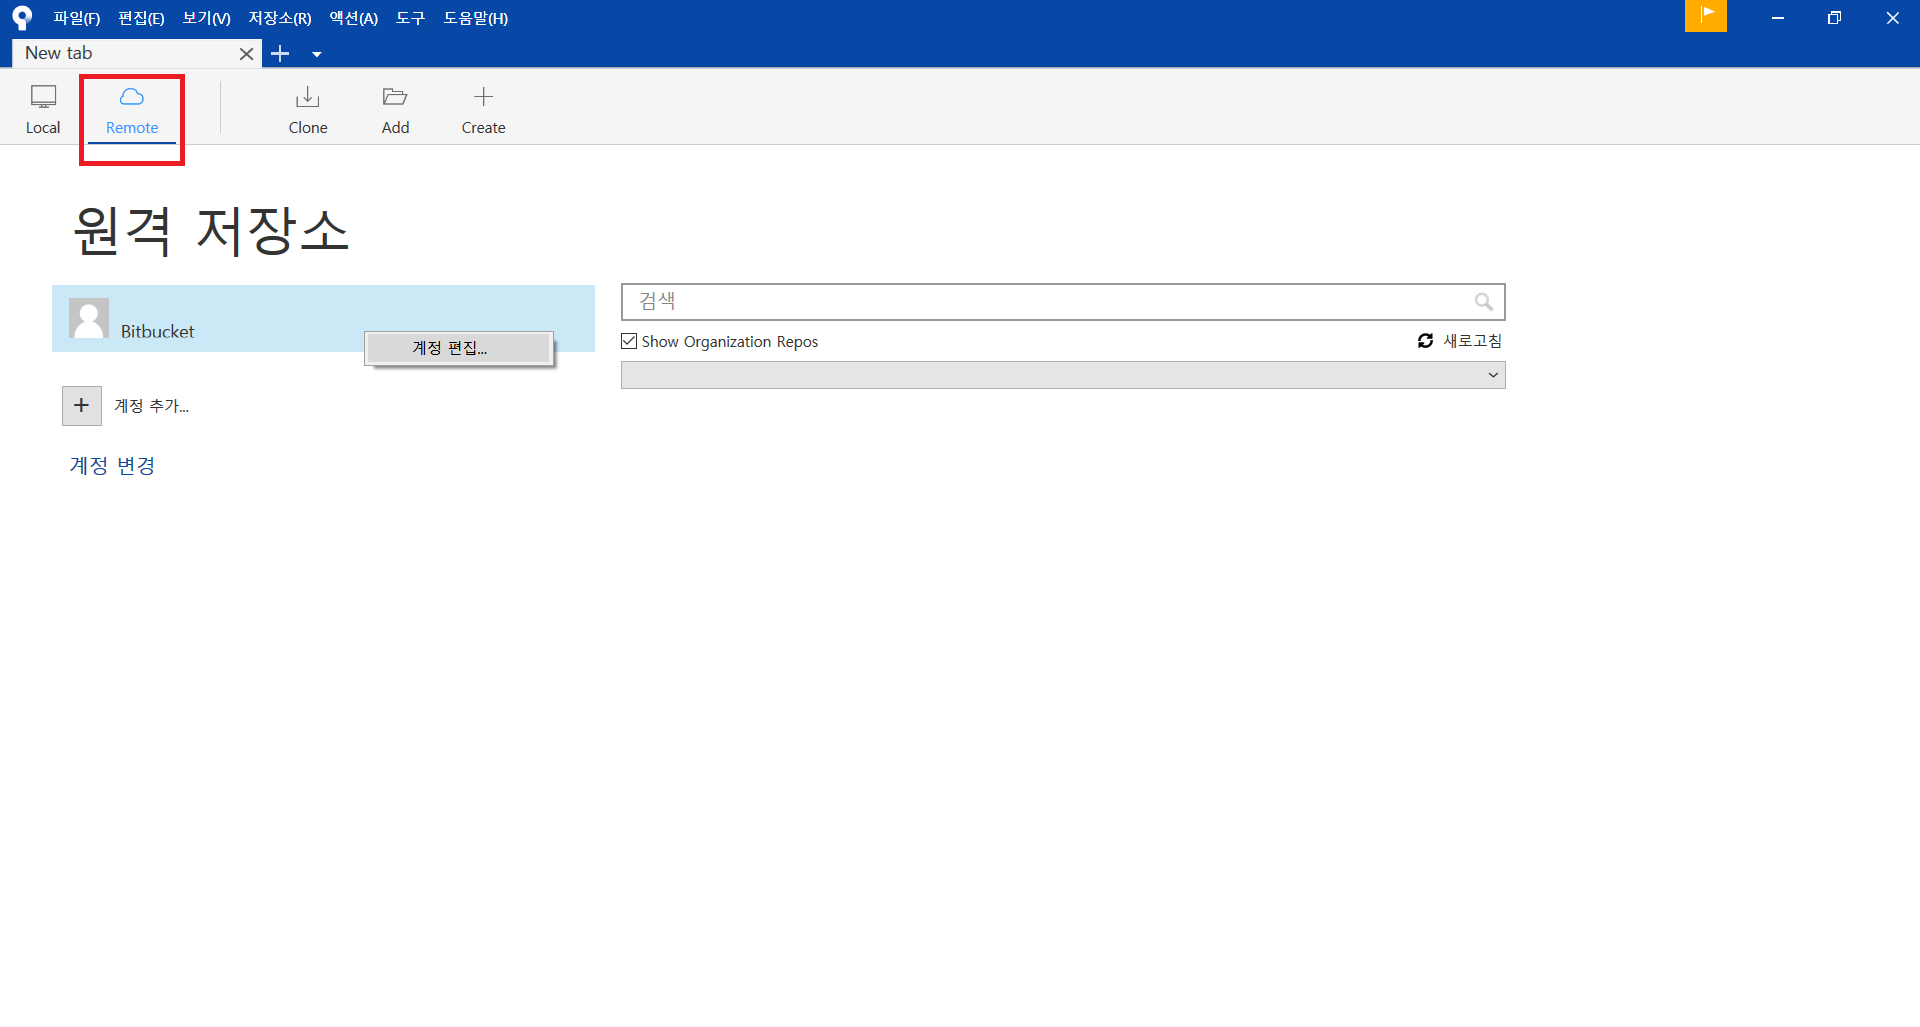 파일(F) 편집(E) 보기(V) 저장소(R) 액션(A) 도구 도움말(H)
New tab
Local Remote Clone Add Create
원격 저장소
Bitbucket
계정 편집...
계정 추가...
계정 변경
검색
Show Organization Repos 새로고침